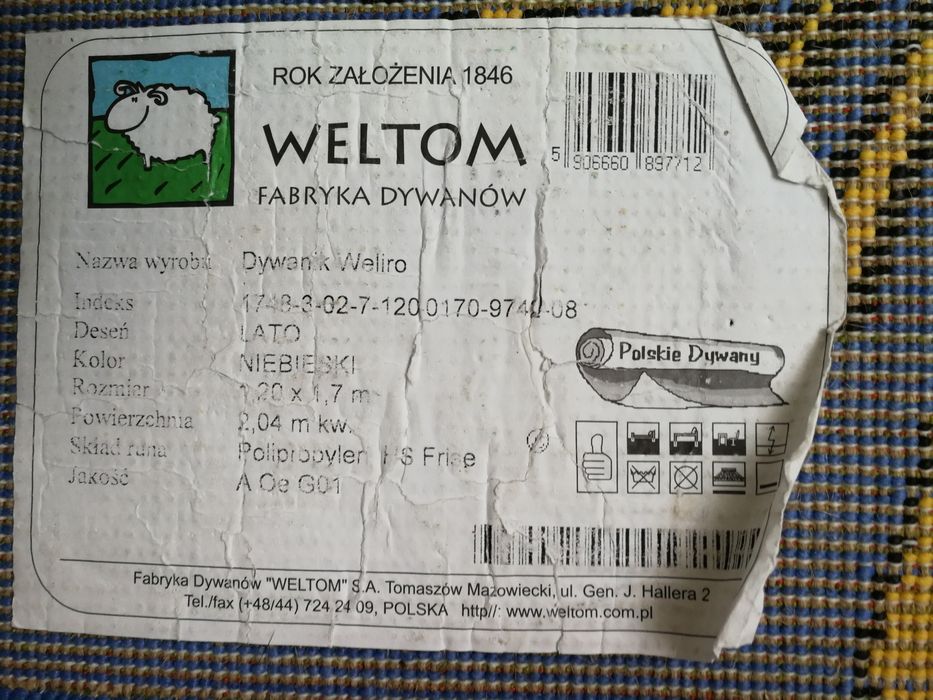 ROK ZAŁOŻENIA 1846
WELTOM
FABRYKA DYWANÓW
5 906660 897712
Nazwa wyrobu Dywanik Weliro
Indeks 1748-3-02-7-120 0170-9740-08
Deseń LATO
Kolor NIEBIESKI
Rozmiar 1,20 x 1,7 m
Powierzchnia 2,04 m kw.
Skład runa Polipropylen HS Frise
Jakość A Oe G01
Polskie Dywany
Fabryka Dywanów "WELTOM" S.A. Tomaszów Mazowiecki, ul. Gen. J. Hallera 2
Tel./fax (+48/44) 724 24 09, POLSKA http//: www.weltom.com.pl